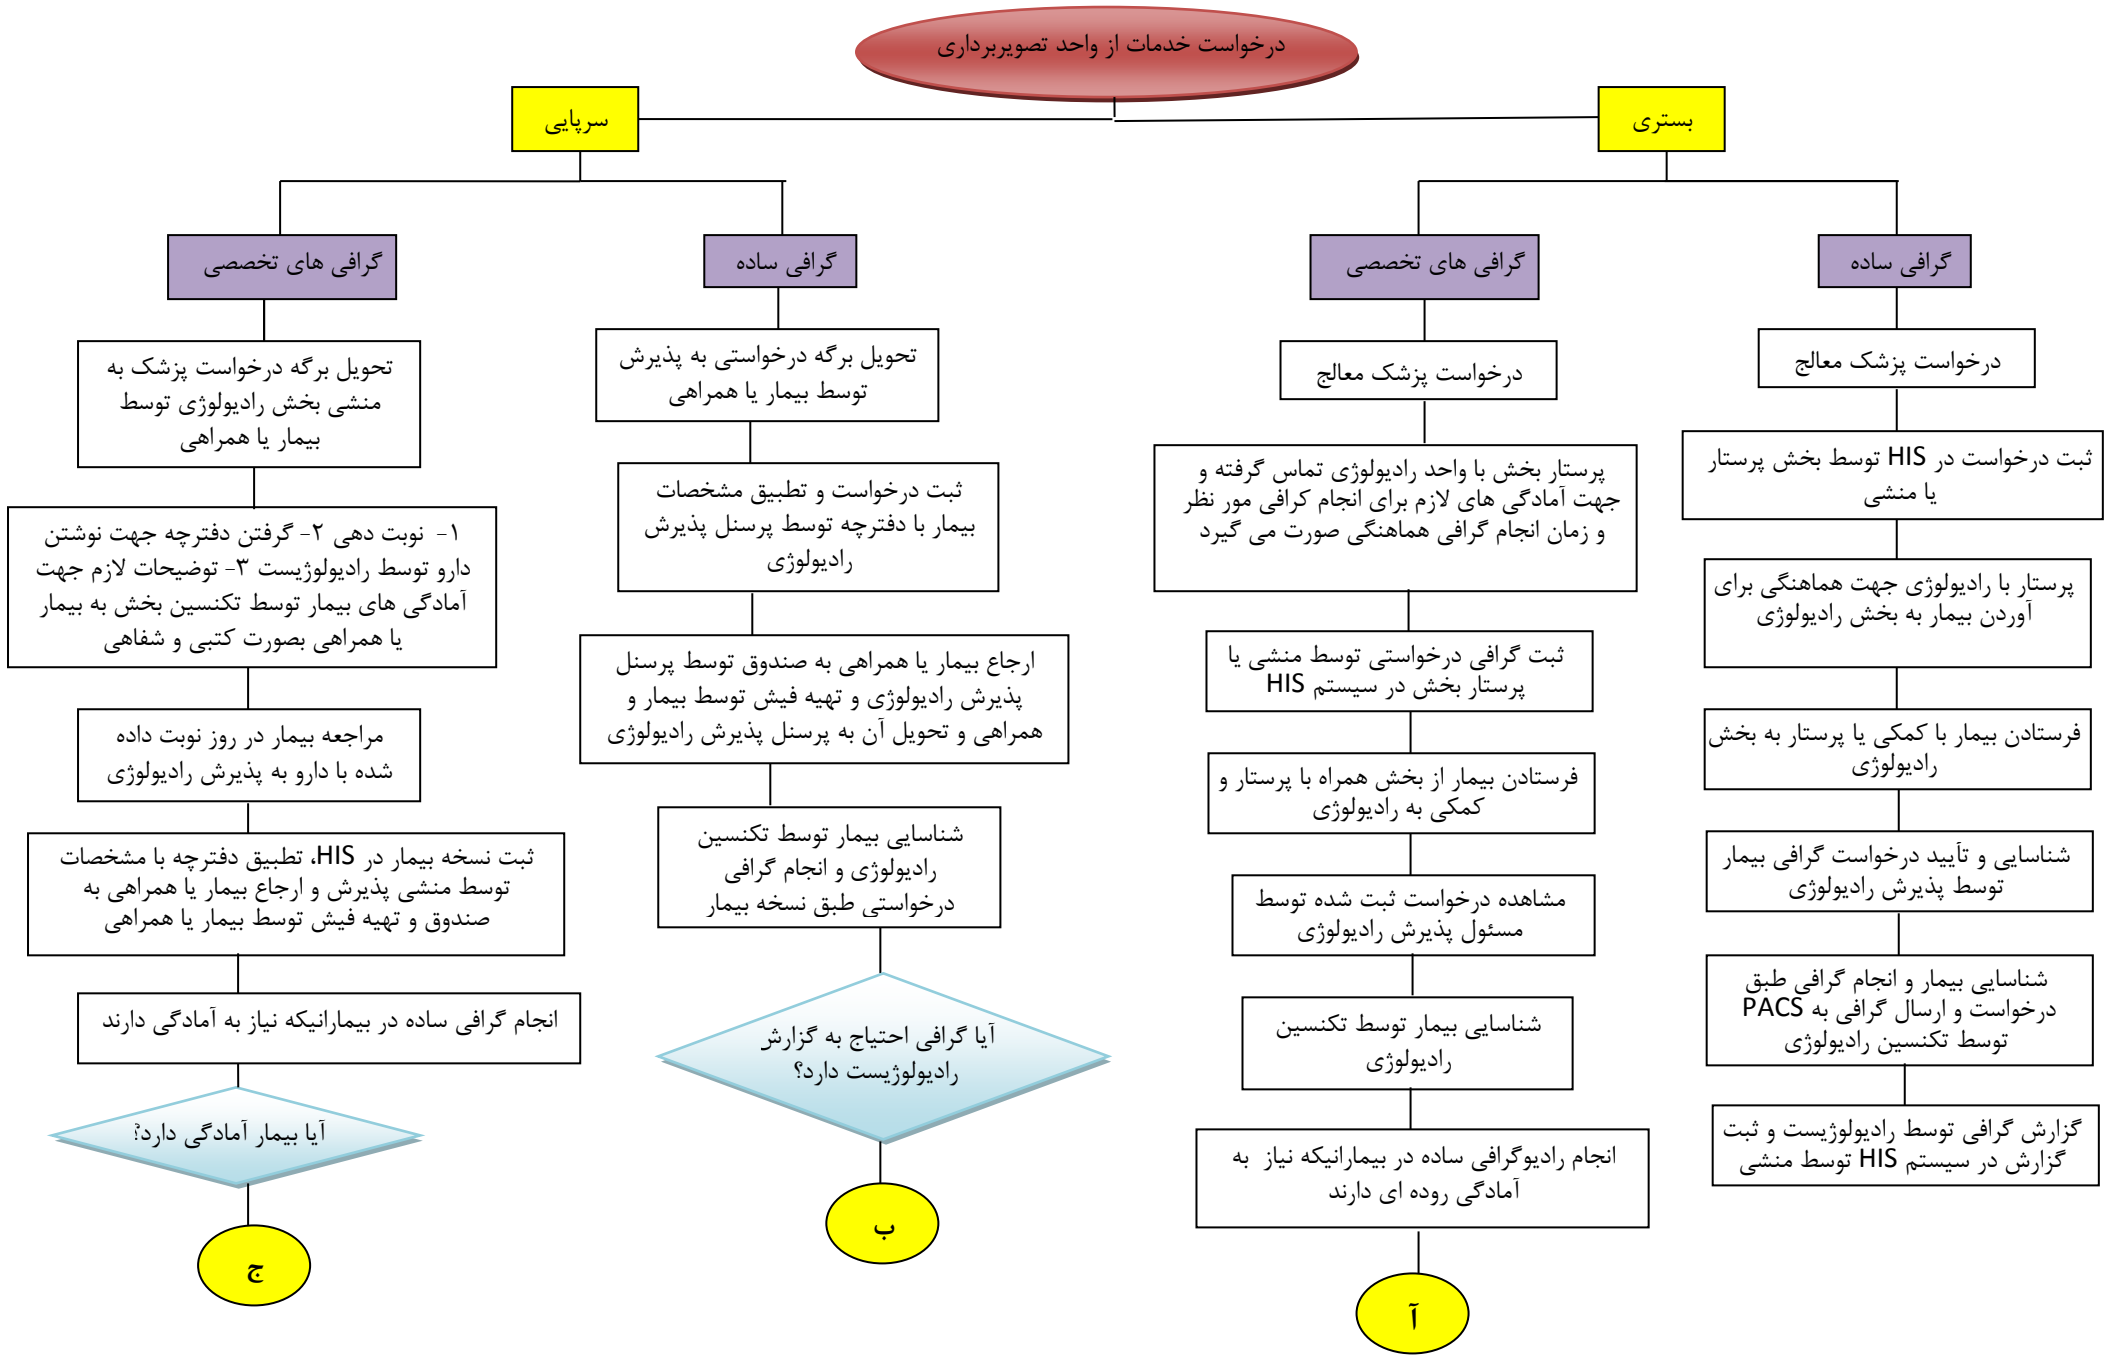 درخواست خدمات از واحد تصویربرداری
بستری
سرپایی
گرافی ساده
درخواست پزشک معالج
ثبت درخواست در HIS توسط بخش پرستار
یا منشی
پرستار با رادیولوژی جهت هماهنگی برای
آوردن بیمار به بخش رادیولوژی
فرستادن بیمار با کمکی یا پرستار به بخش
رادیولوژی
شناسایی و تأیید درخواست گرافی بیمار
توسط پذیرش رادیولوژی
شناسایی بیمار و انجام گرافی طبق
درخواست و ارسال گرافی به PACS
توسط تکنسین رادیولوژی
گزارش گرافی توسط رادیولوژیست و ثبت
گزارش در سیستم HIS توسط منشی
گرافی های تخصصی
درخواست پزشک معالج
پرستار بخش با واحد رادیولوژی تماس گرفته و
جهت آمادگی های لازم برای انجام کرافی مور نظر
و زمان انجام گرافی هماهنگی صورت می گیرد
ثبت گرافی درخواستی توسط منشی یا
پرستار بخش در سیستم HIS
فرستادن بیمار از بخش همراه با پرستار و
کمکی به رادیولوژی
مشاهده درخواست ثبت شده توسط
مسئول پذیرش رادیولوژی
شناسایی بیمار توسط تکنسین
رادیولوژی
انجام رادیوگرافی ساده در بیمارانیکه نیاز به
آمادگی روده ای دارند
آ
گرافی ساده
تحویل برگه درخواستی به پذیرش
توسط بیمار یا همراهی
ثبت درخواست و تطبیق مشخصات
بیمار با دفترچه توسط پرسنل پذیرش
رادیولوژی
ارجاع بیمار یا همراهی به صندوق توسط پرسنل
پذیرش رادیولوژی و تهیه فیش توسط بیمار و
همراهی و تحویل آن به پرسنل پذیرش رادیولوژی
شناسایی بیمار توسط تکنسین
رادیولوژی و انجام گرافی
درخواستی طبق نسخه بیمار
آیا گرافی احتیاج به گزارش
رادیولوژیست دارد؟
ب
گرافی های تخصصی
تحویل برگه درخواست پزشک به
منشی بخش رادیولوژی توسط
بیمار یا همراهی
۱- نوبت دهی ۲- گرفتن دفترچه جهت نوشتن
دارو توسط رادیولوژیست ۳- توضیحات لازم جهت
آمادگی های بیمار توسط تکنسین بخش به بیمار
یا همراهی بصورت کتبی و شفاهی
مراجعه بیمار در روز نوبت داده
شده با دارو به پذیرش رادیولوژی
ثبت نسخه بیمار در HIS، تطبیق دفترچه با مشخصات
توسط منشی پذیرش و ارجاع بیمار یا همراهی به
صندوق و تهیه فیش توسط بیمار یا همراهی
انجام گرافی ساده در بیمارانیکه نیاز به آمادگی دارند
آیا بیمار آمادگی دارد؟
ج